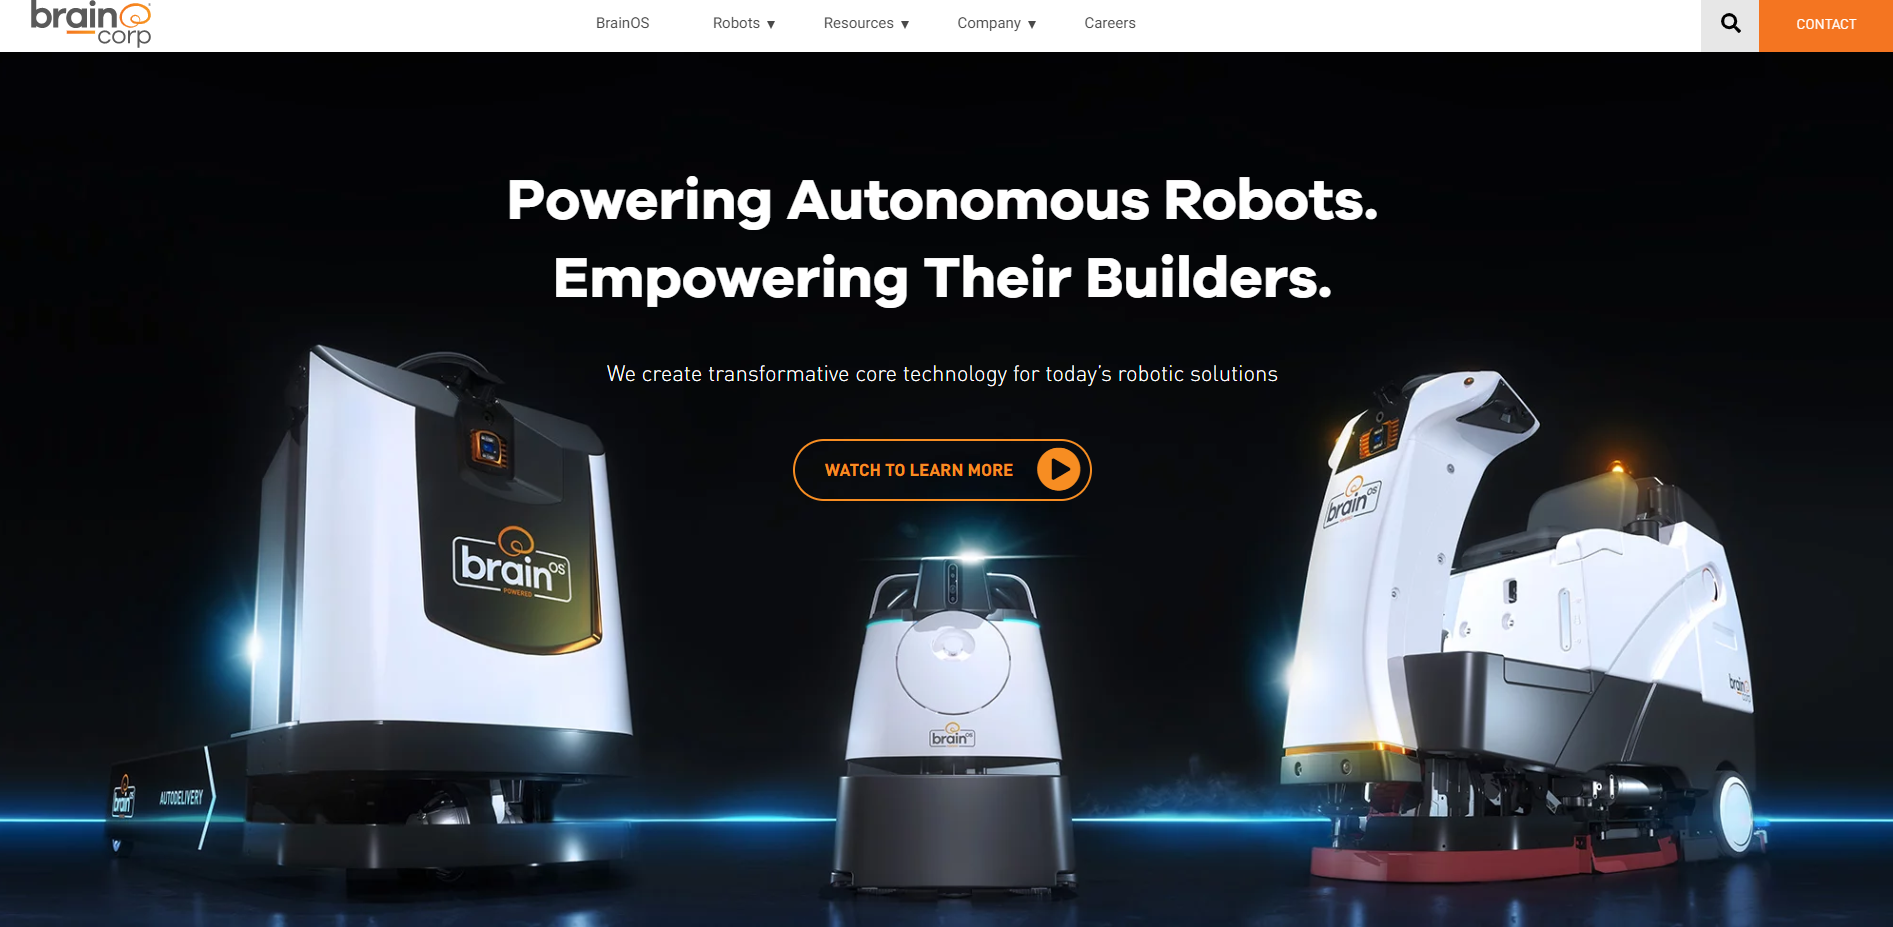 brain
corp
BrainOS
Robots ▼
Resources ▼
Company ▼
Careers
CONTACT
Powering Autonomous Robots.
Empowering Their Builders.
We create transformative core technology for today's robotic solutions
WATCH TO LEARN MORE
brain OS
POWERED
brain OS
brain OS
brain
brain
AUTODELIVERY